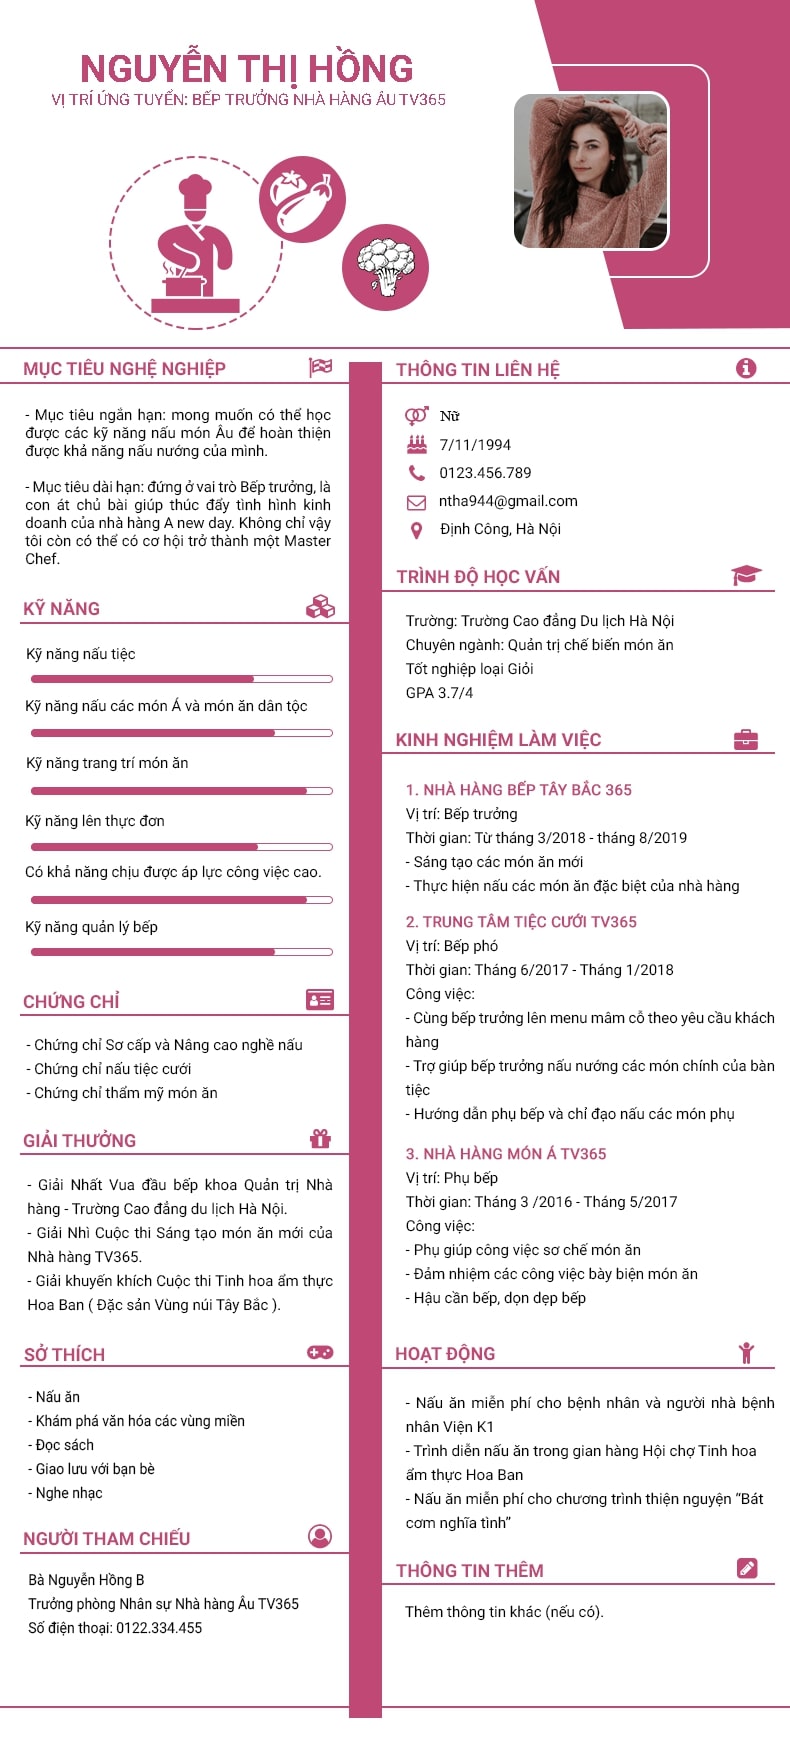 NGUYỄN THỊ HỒNG
VỊ TRÍ ỨNG TUYỂN: BẾP TRƯỞNG NHÀ HÀNG ÂU TV365
MỤC TIÊU NGHỆ NGHIỆP
- Mục tiêu ngắn hạn: mong muốn có thể học
được các kỹ năng nấu món Âu để hoàn thiện
được khả năng nấu nướng của mình.
- Mục tiêu dài hạn: đứng ở vai trò Bếp trưởng, là
con át chủ bài giúp thúc đẩy tình hình kinh
doanh của nhà hàng A new day. Không chỉ vậy
tôi còn có thể có cơ hội trở thành một Master
Chef.
KỸ NĂNG
Kỹ năng nấu tiệc
Kỹ năng nấu các món Á và món ăn dân tộc
Kỹ năng trang trí món ăn
Kỹ năng lên thực đơn
Có khả năng chịu được áp lực công việc cao.
Kỹ năng quản lý bếp
CHỨNG CHỈ
- Chứng chỉ Sơ cấp và Nâng cao nghề nấu
- Chứng chỉ nấu tiệc cưới
- Chứng chỉ thẩm mỹ món ăn
GIẢI THƯỞNG
- Giải Nhất Vua đầu bếp khoa Quản trị Nhà
hàng - Trường Cao đẳng du lịch Hà Nội.
- Giải Nhì Cuộc thi Sáng tạo món ăn mới của
Nhà hàng TV365.
- Giải khuyến khích Cuộc thi Tinh hoa ẩm thực
Hoa Ban ( Đặc sản Vùng núi Tây Bắc ).
SỞ THÍCH
- Nấu ăn
- Khám phá văn hóa các vùng miền
- Đọc sách
- Giao lưu với bạn bè
- Nghe nhạc
NGƯỜI THAM CHIẾU
Bà Nguyễn Hồng B
Trưởng phòng Nhân sự Nhà hàng Âu TV365
Số điện thoại: 0122.334.455
THÔNG TIN LIÊN HỆ
Nữ
7/11/1994
0123.456.789
ntha944@gmail.com
Định Công, Hà Nội
TRÌNH ĐỘ HỌC VẤN
Trường: Trường Cao đẳng Du lịch Hà Nội
Chuyên ngành: Quản trị chế biến món ăn
Tốt nghiệp loại Giỏi
GPA 3.7/4
KINH NGHIỆM LÀM VIỆC
1. NHÀ HÀNG BẾP TÂY BẮC 365
Vị trí: Bếp trưởng
Thời gian: Từ tháng 3/2018 - tháng 8/2019
- Sáng tạo các món ăn mới
- Thực hiện nấu các món ăn đặc biệt của nhà hàng
2. TRUNG TÂM TIỆC CƯỚI TV365
Vị trí: Bếp phó
Thời gian: Tháng 6/2017 - Tháng 1/2018
Công việc:
- Cùng bếp trưởng lên menu mâm cỗ theo yêu cầu khách
hàng
- Trợ giúp bếp trưởng nấu nướng các món chính của bàn
tiệc
- Hướng dẫn phụ bếp và chỉ đạo nấu các món phụ
3. NHÀ HÀNG MÓN Á TV365
Vị trí: Phụ bếp
Thời gian: Tháng 3 /2016 - Tháng 5/2017
Công việc:
- Phụ giúp công việc sơ chế món ăn
- Đảm nhiệm các công việc bày biện món ăn
- Hậu cần bếp, dọn dẹp bếp
HOẠT ĐỘNG
- Nấu ăn miễn phí cho bệnh nhân và người nhà bệnh
nhân Viện K1
- Trình diễn nấu ăn trong gian hàng Hội chợ Tinh hoa
ẩm thực Hoa Ban
- Nấu ăn miễn phí cho chương trình thiện nguyện “Bát
cơm nghĩa tình”
THÔNG TIN THÊM
Thêm thông tin khác (nếu có).